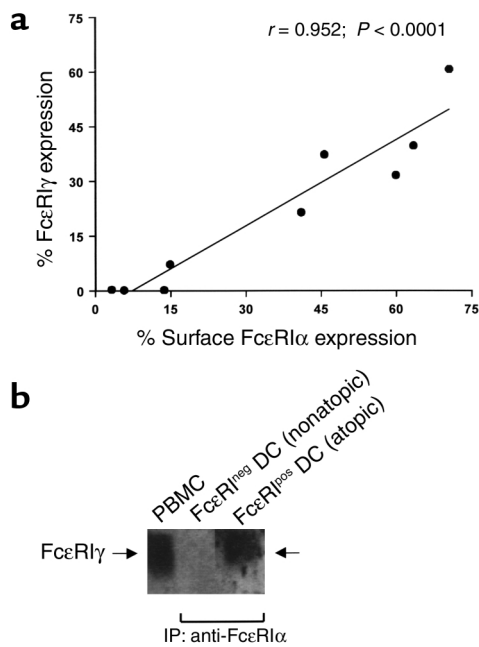 a
r = 0.952; P < 0.0001
75
60
45
30
15
0
% FcεRIγ expression
0 15 30 45 60 75
% Surface FcεRIα expression
b
PBMC
FcεRIneg DC (nonatopic)
FcεRIpos DC (atopic)
FcεRIγ
IP: anti-FcεRIα